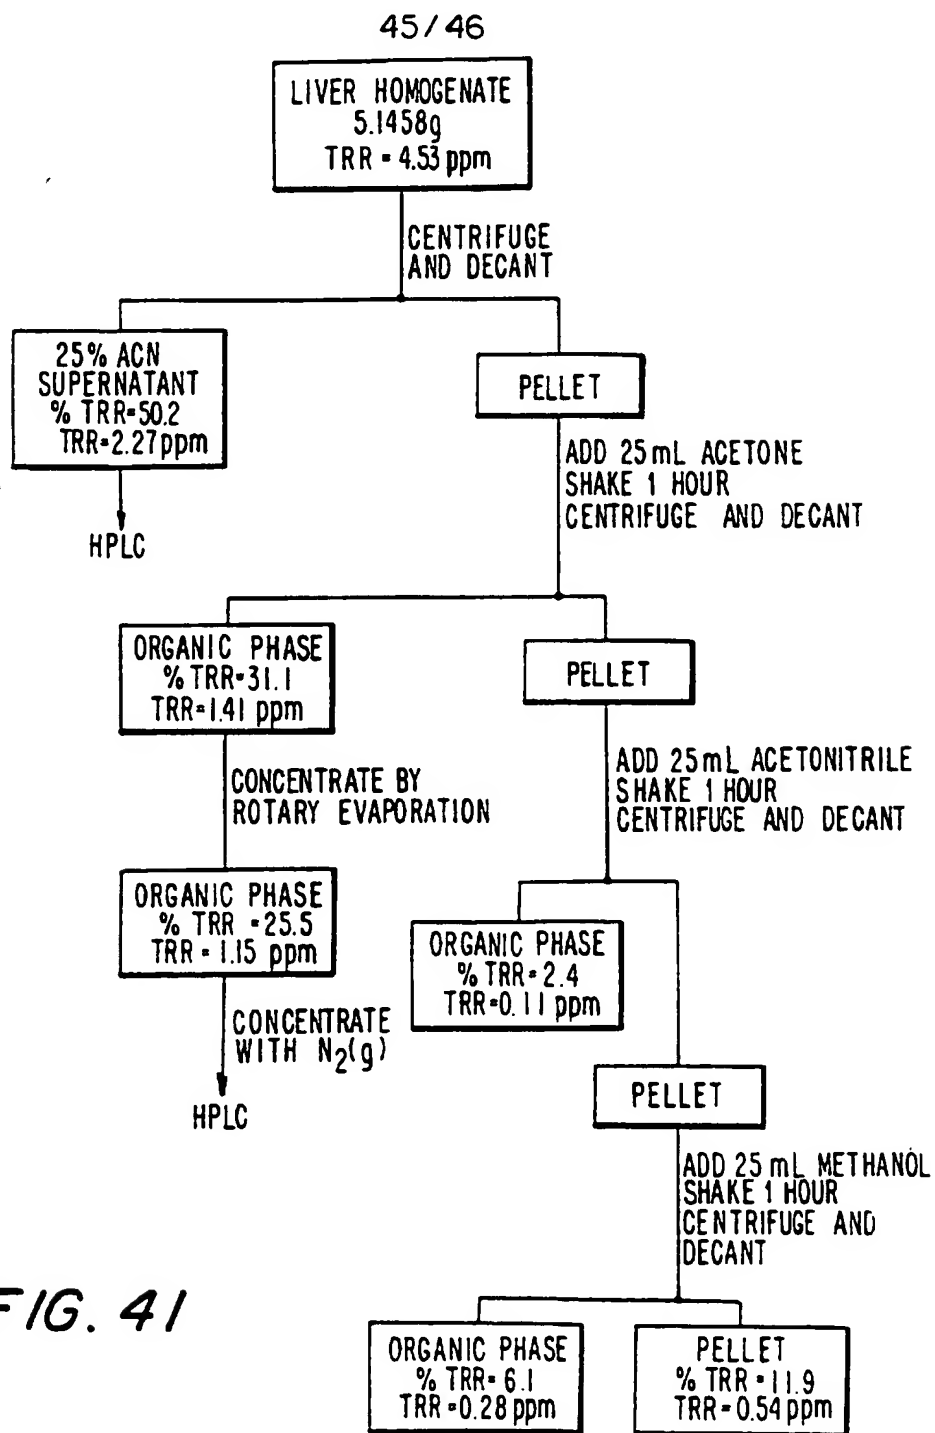 45/46
LIVER HOMOGENATE
5.1458g
TRR = 4.53 ppm
CENTRIFUGE
AND DECANT
25% ACN
SUPERNATANT
% TRR=50.2
TRR=2.27ppm
HPLC
PELLET
ADD 25mL ACETONE
SHAKE 1 HOUR
CENTRIFUGE AND DECANT
ORGANIC PHASE
% TRR=31.1
TRR=1.41 ppm
CONCENTRATE BY
ROTARY EVAPORATION
ORGANIC PHASE
% TRR =25.5
TRR = 1.15 ppm
CONCENTRATE
WITH N2(g)
HPLC
PELLET
ADD 25mL ACETONITRILE
SHAKE 1 HOUR
CENTRIFUGE AND DECANT
ORGANIC PHASE
% TRR=2.4
TRR=0.11 ppm
PELLET
ADD 25mL METHANOL
SHAKE 1 HOUR
CENTRIFUGE AND
DECANT
ORGANIC PHASE
% TRR=6.1
TRR=0.28 ppm
PELLET
% TRR=11.9
TRR=0.54 ppm
FIG. 41